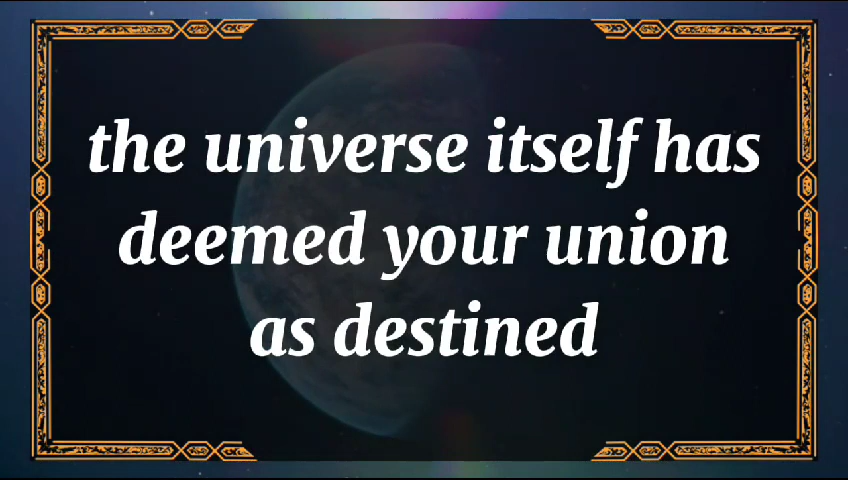 the universe itself has
deemed your union
as destined